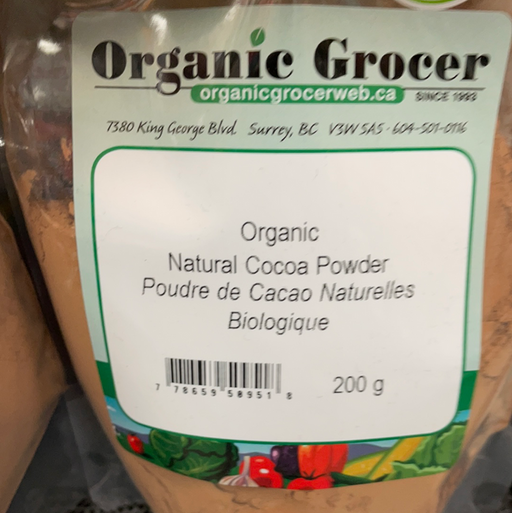 Organic Grocer
organicgrocerweb.ca SINCE 1993
7380 King George Blvd. Surrey, BC V3W 5A5 · 604-501-0116
Organic
Natural Cocoa Powder
Poudre de Cacao Naturelles
Biologique
7 78659 58951 8
200 g